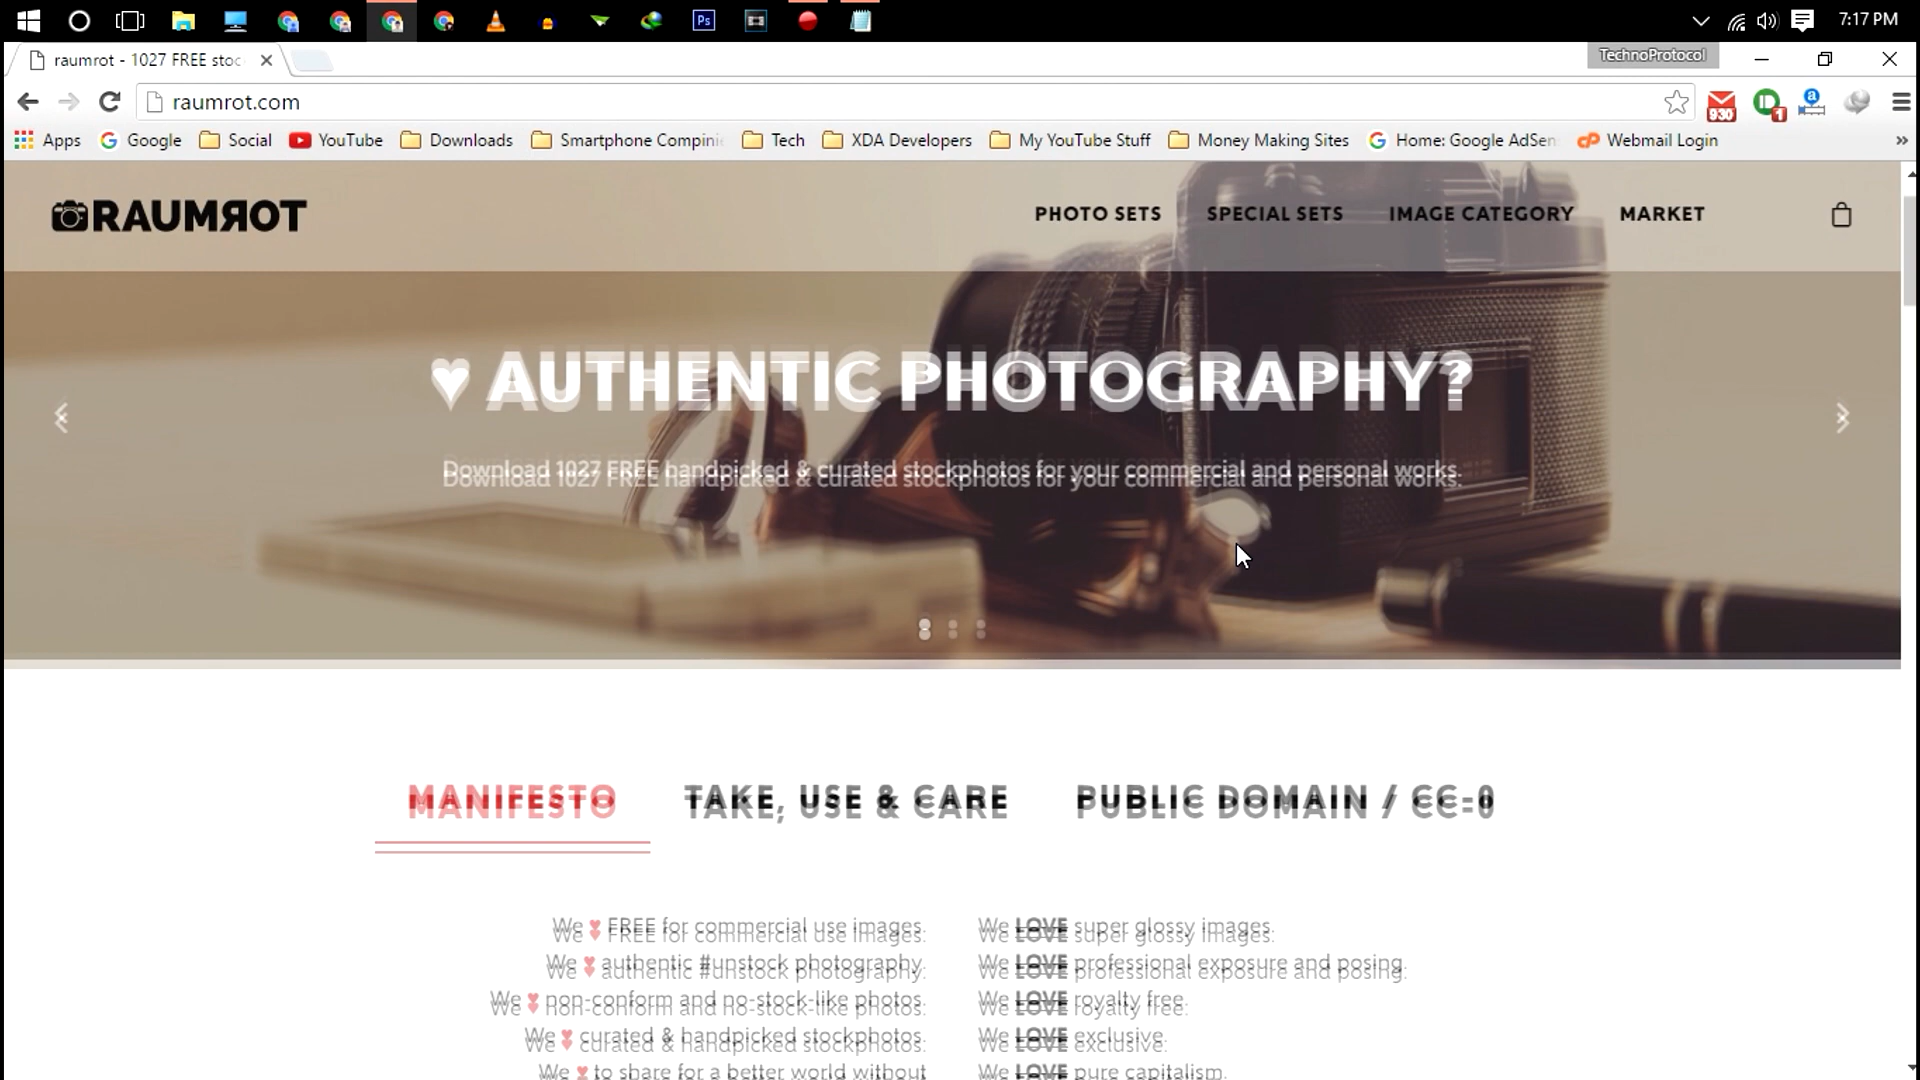 Ps
7:17 PM
raumrot - 1027 FREE stoc
TechnoProtocol
raumrot.com
930
1
a
Apps
Google
Social
YouTube
Downloads
Smartphone Compini
Tech
XDA Developers
My YouTube Stuff
Money Making Sites
Home: Google AdSen
cP
Webmail Login
»
RAUMЯOT
PHOTO SETS
SPECIAL SETS
IMAGE CATEGORY
MARKET
♥ AUTHENTIC PHOTOGRAPHY?
Download 1027 FREE handpicked & curated stockphotos for your commercial and personal works.
MANIFESTO
TAKE, USE & CARE
PUBLIC DOMAIN / CC-0
We ♥ FREE for commercial use images.
We ♥ authentic #unstock photography.
We ♥ non-conform and no-stock-like photos.
We ♥ curated & handpicked stockphotos.
We ♥ to share for a better world without
We LOVE super glossy images.
We LOVE professional exposure and posing.
We LOVE royalty free.
We LOVE exclusive.
We LOVE pure capitalism.